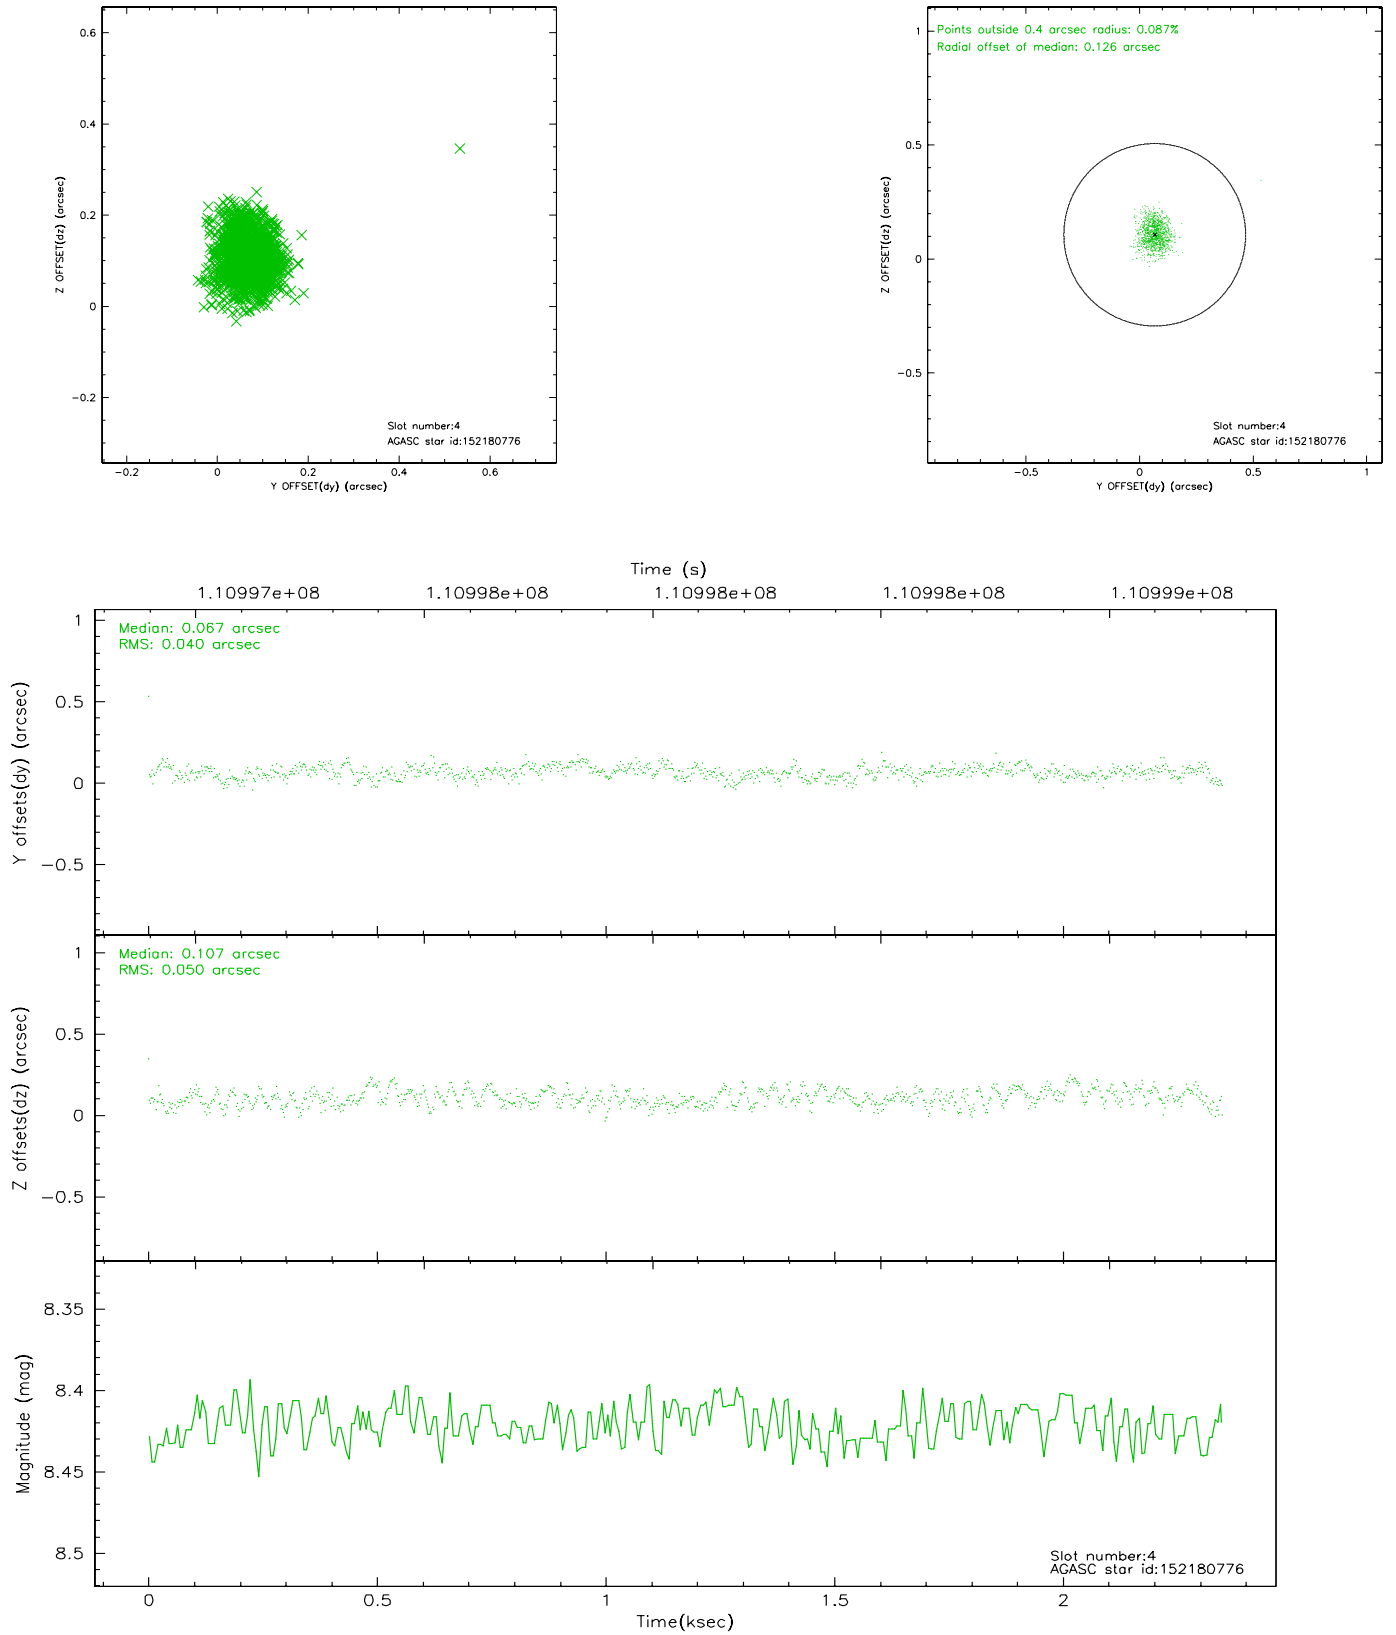 0.6
0.4
0.2
0
-0.2
Z OFFSET(dz) (arcsec)
Slot number:4
AGASC star id:152180776
-0.2 0 0.2 0.4 0.6
Y OFFSET(dy) (arcsec)
Points outside 0.4 arcsec radius: 0.087%
Radial offset of median: 0.126 arcsec
1
0.5
0
-0.5
Z OFFSET(dz) (arcsec)
Slot number:4
AGASC star id:152180776
-0.5 0 0.5 1
Y OFFSET(dy) (arcsec)
Time (s)
1.10997e+08 1.10998e+08 1.10998e+08 1.10998e+08 1.10999e+08
Median: 0.067 arcsec
RMS: 0.040 arcsec
1
0.5
0
-0.5
Y offsets(dy) (arcsec)
Median: 0.107 arcsec
RMS: 0.050 arcsec
1
0.5
0
-0.5
Z offsets(dz) (arcsec)
8.35
8.4
8.45
8.5
Magnitude (mag)
Slot number:4
AGASC star id:152180776
0 0.5 1 1.5 2
Time(ksec)